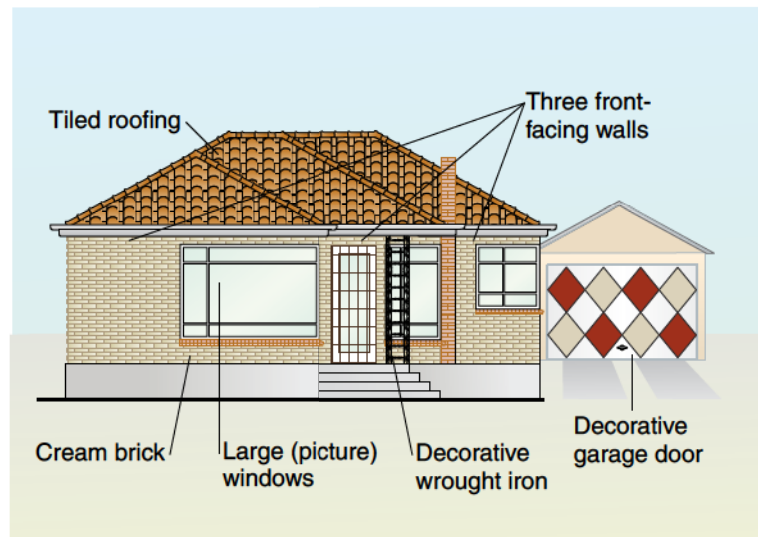 Tiled roofing
Three front-
facing walls
Cream brick
Large (picture)
windows
Decorative
wrought iron
Decorative
garage door